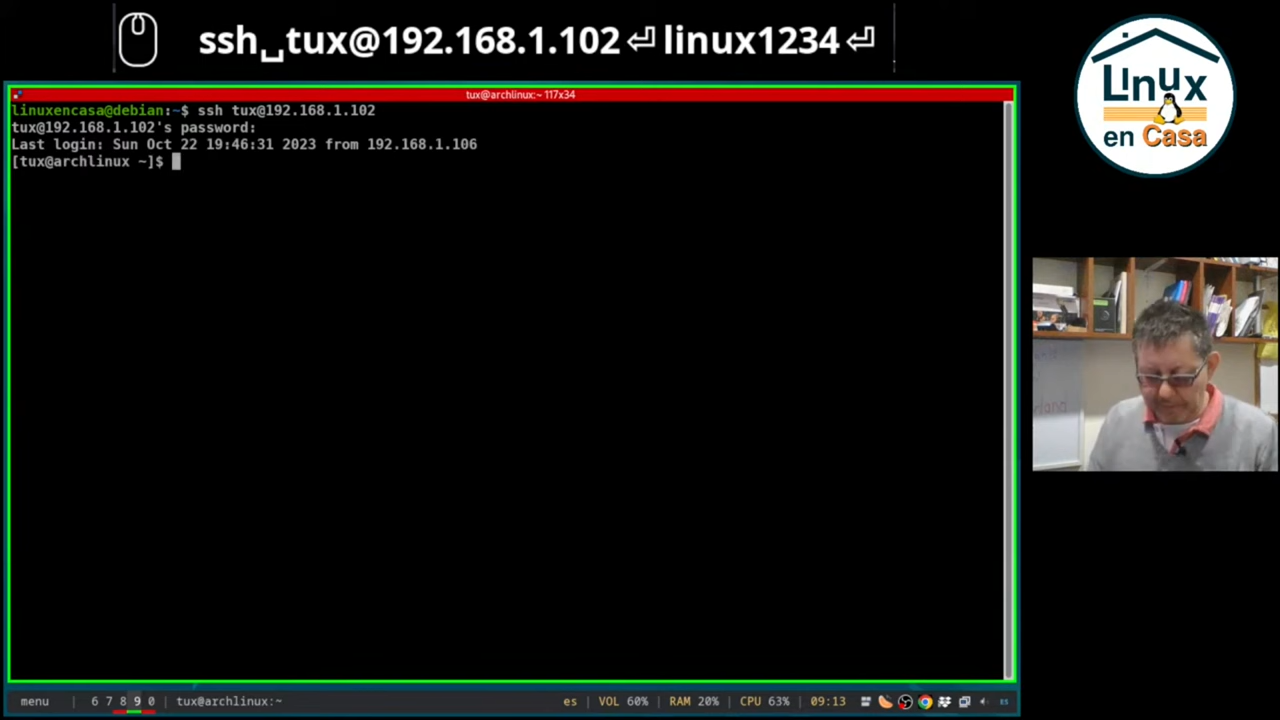 ssh␣tux@192.168.1.102⏎linux1234⏎
Linux
en Casa
tux@archlinux:~ 117x34
linuxencasa@debian:~$ ssh tux@192.168.1.102
tux@192.168.1.102's password:
Last login: Sun Oct 22 19:46:31 2023 from 192.168.1.106
[tux@archlinux ~]$
menu | 6 7 8 9 0 | tux@archlinux:~ es | VOL 60% | RAM 20% | CPU 63% | 09:13